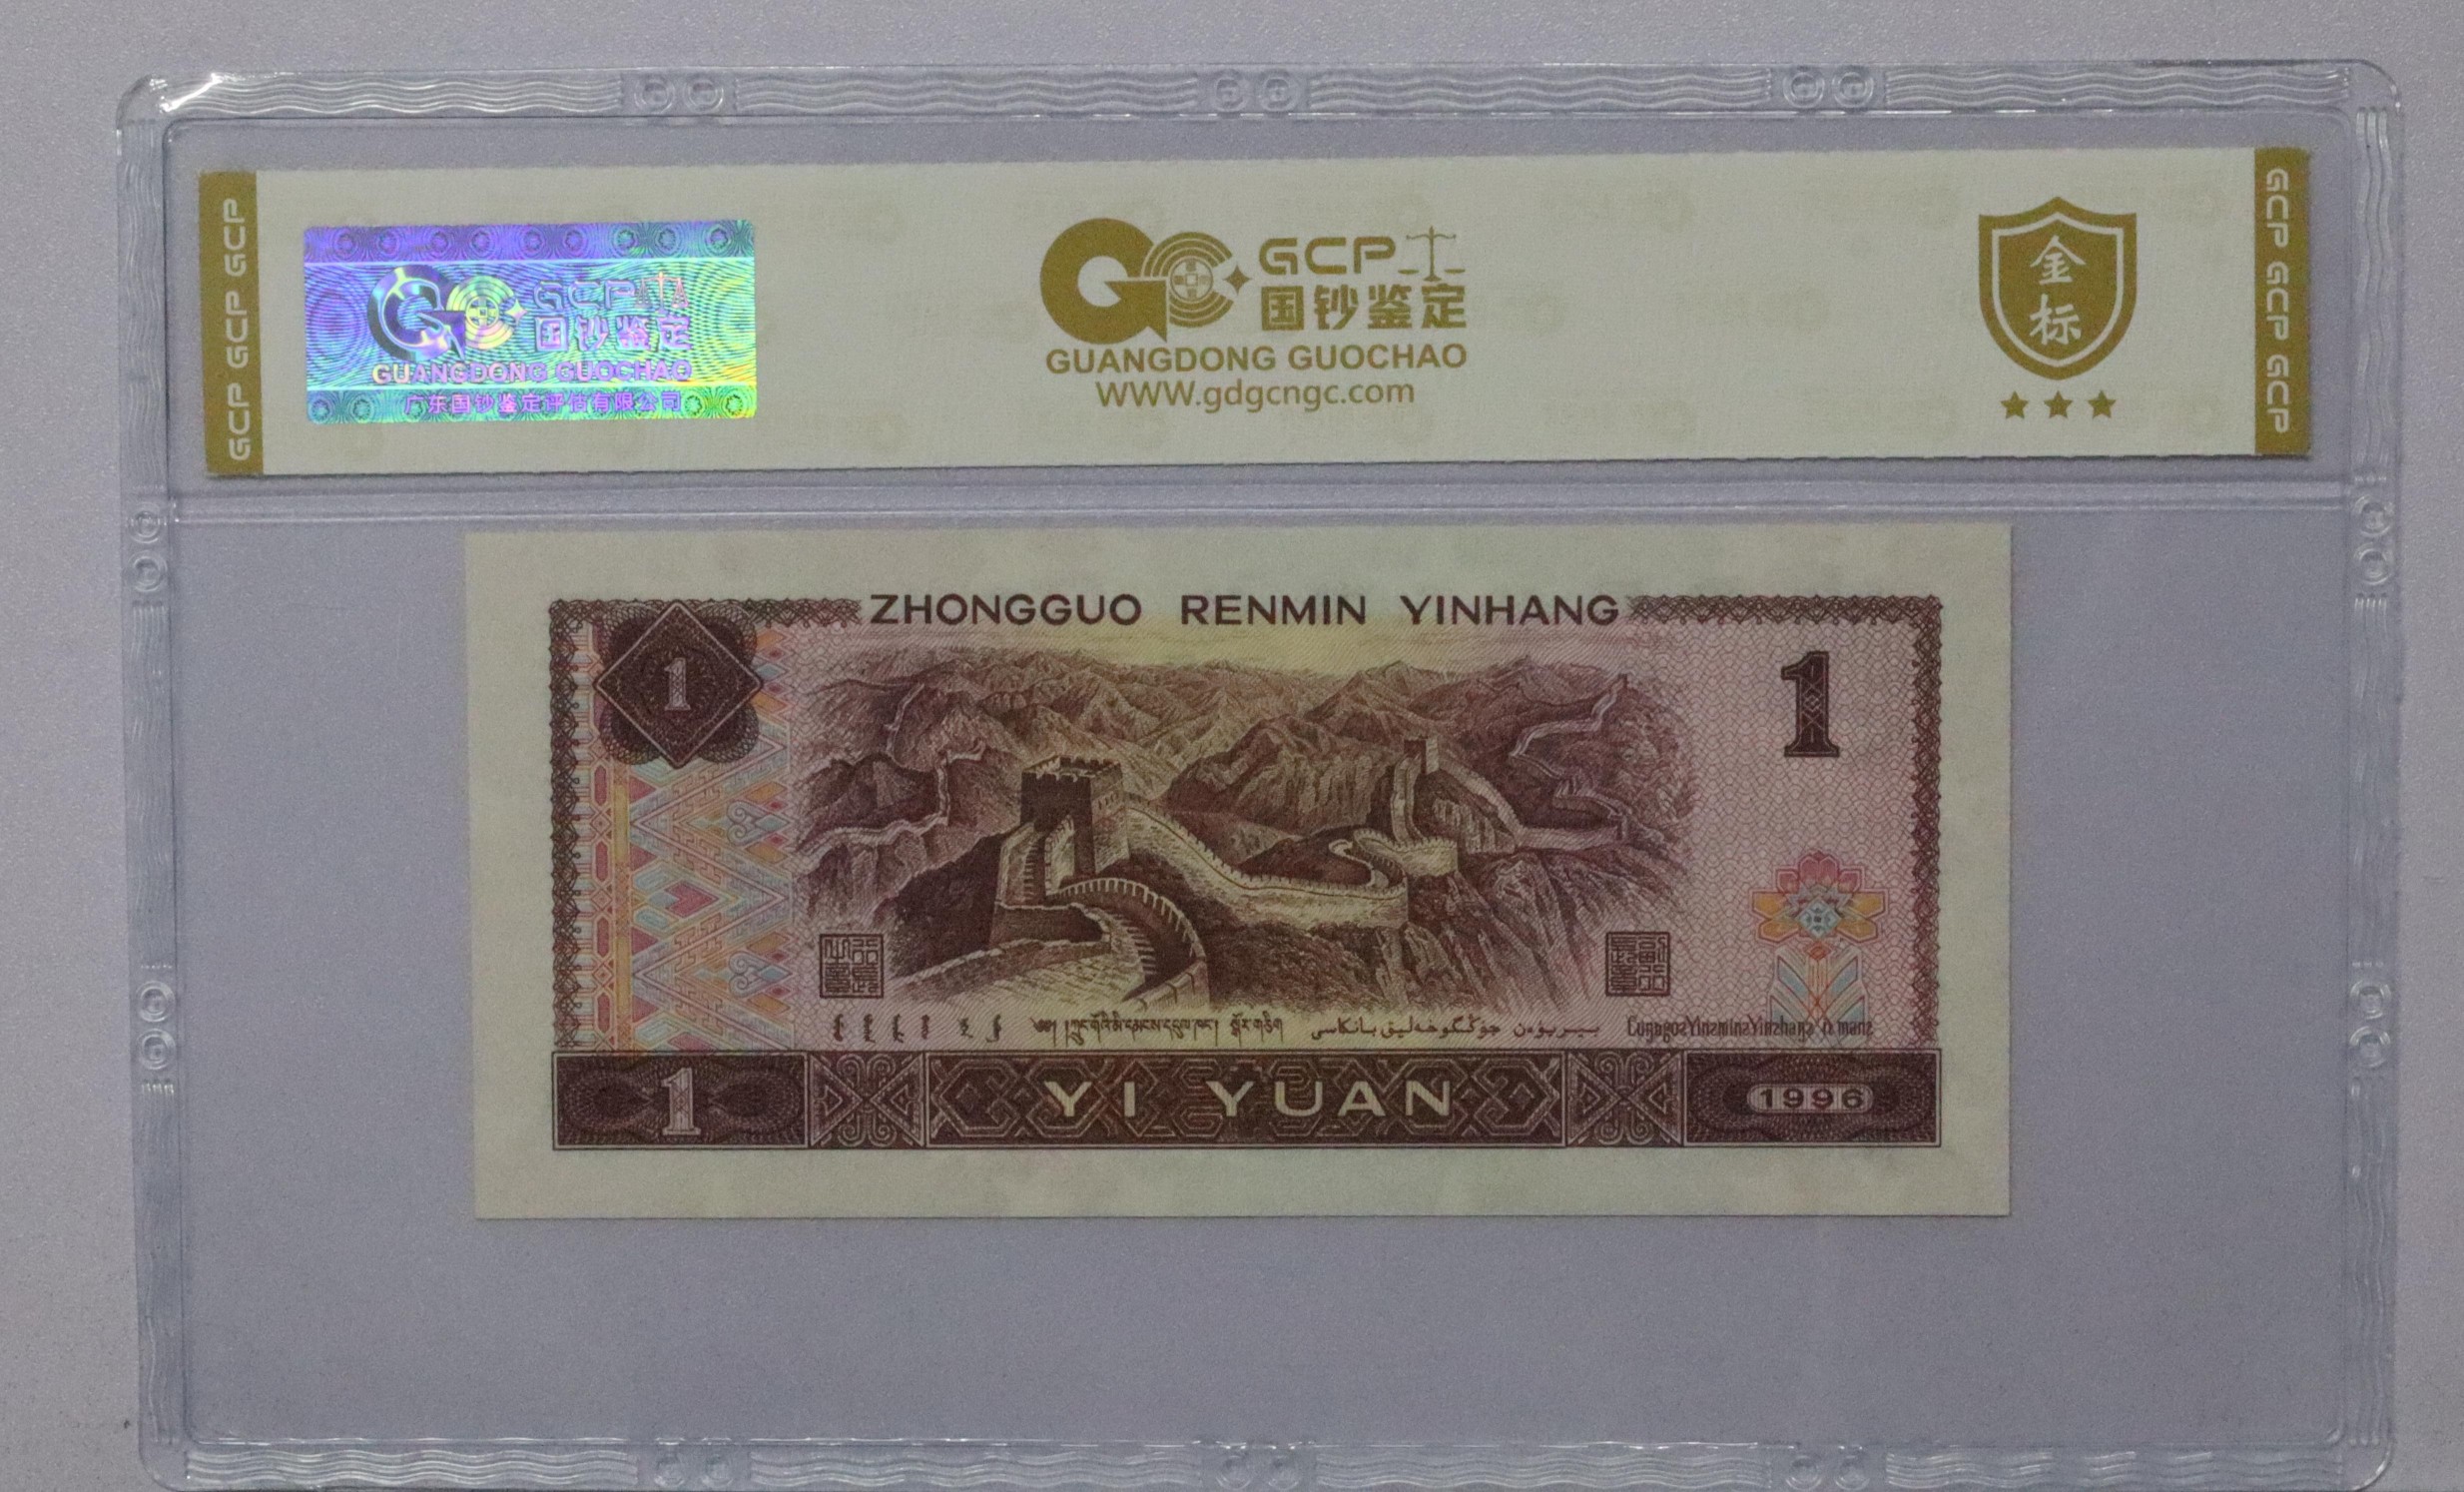 GCP GCP GCP
GCP
国钞鉴定
GUANGDONG GUOCHAO
广东国钞鉴定评估有限公司
GCP
国钞鉴定
GUANGDONG GUOCHAO
WWW.gdgcngc.com
金
标
GCP GCP GCP
ZHONGGUO RENMIN YINHANG
1
1
1 YI YUAN 1996